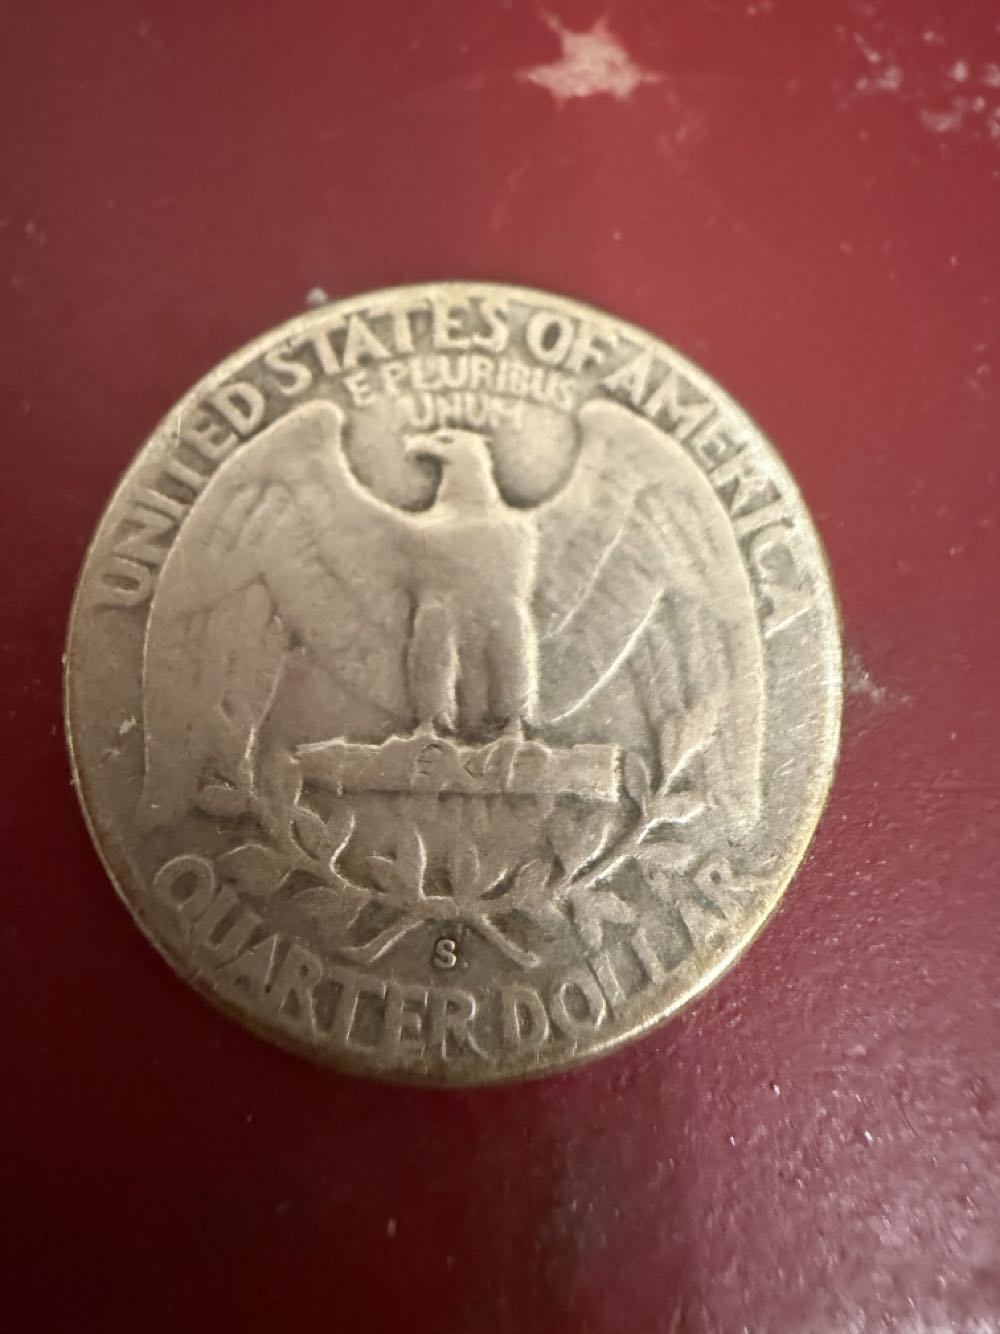 UNITED STATES OF AMERICA
E PLURIBUS
UNUM
S
QUARTER DOLLAR